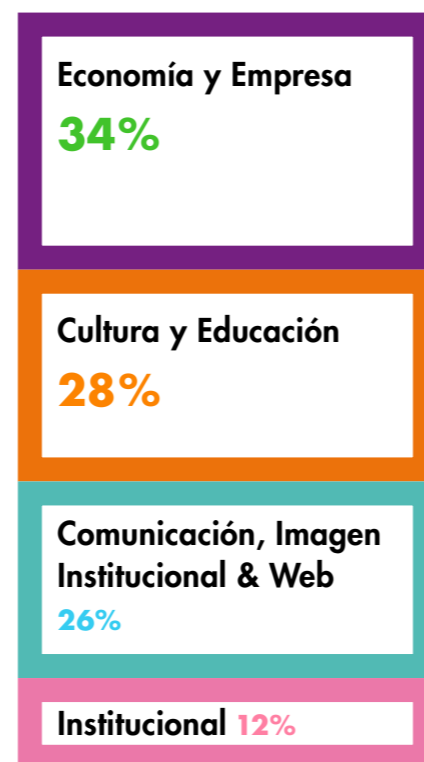 Economía y Empresa
34%
Cultura y Educación
28%
Comunicación, Imagen
Institucional & Web
26%
Institucional 12%